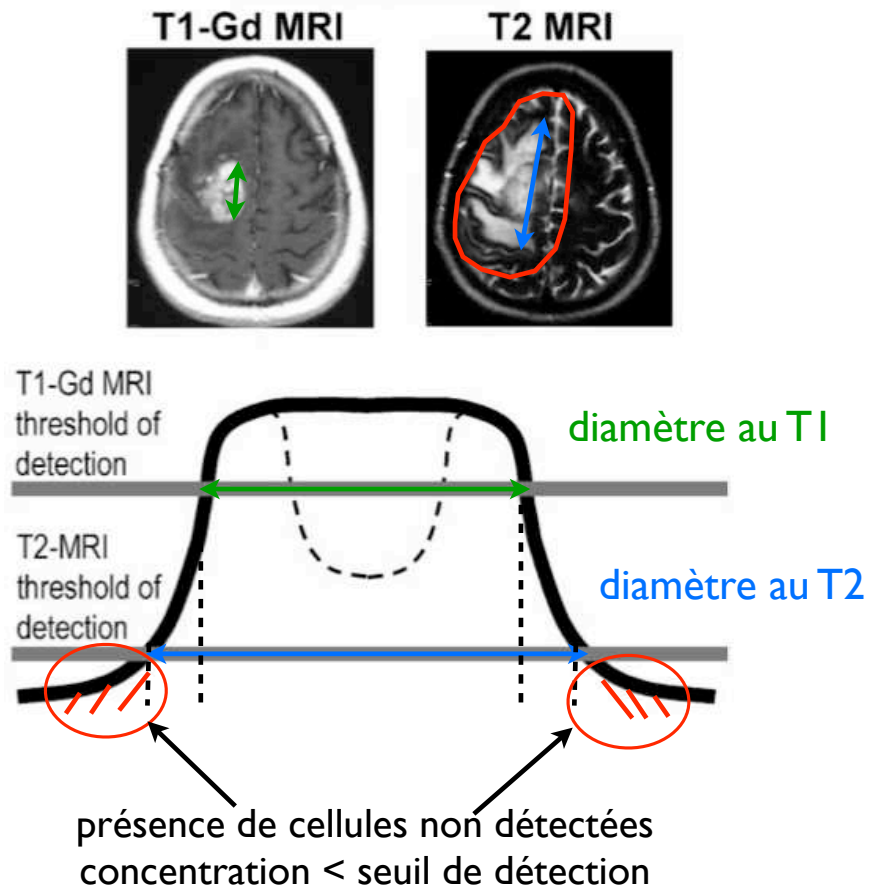 T1-Gd MRI
T2 MRI
T1-Gd MRI
threshold of
detection
diamètre au T1
T2-MRI
threshold of
detection
diamètre au T2
présence de cellules non détectées
concentration < seuil de détection